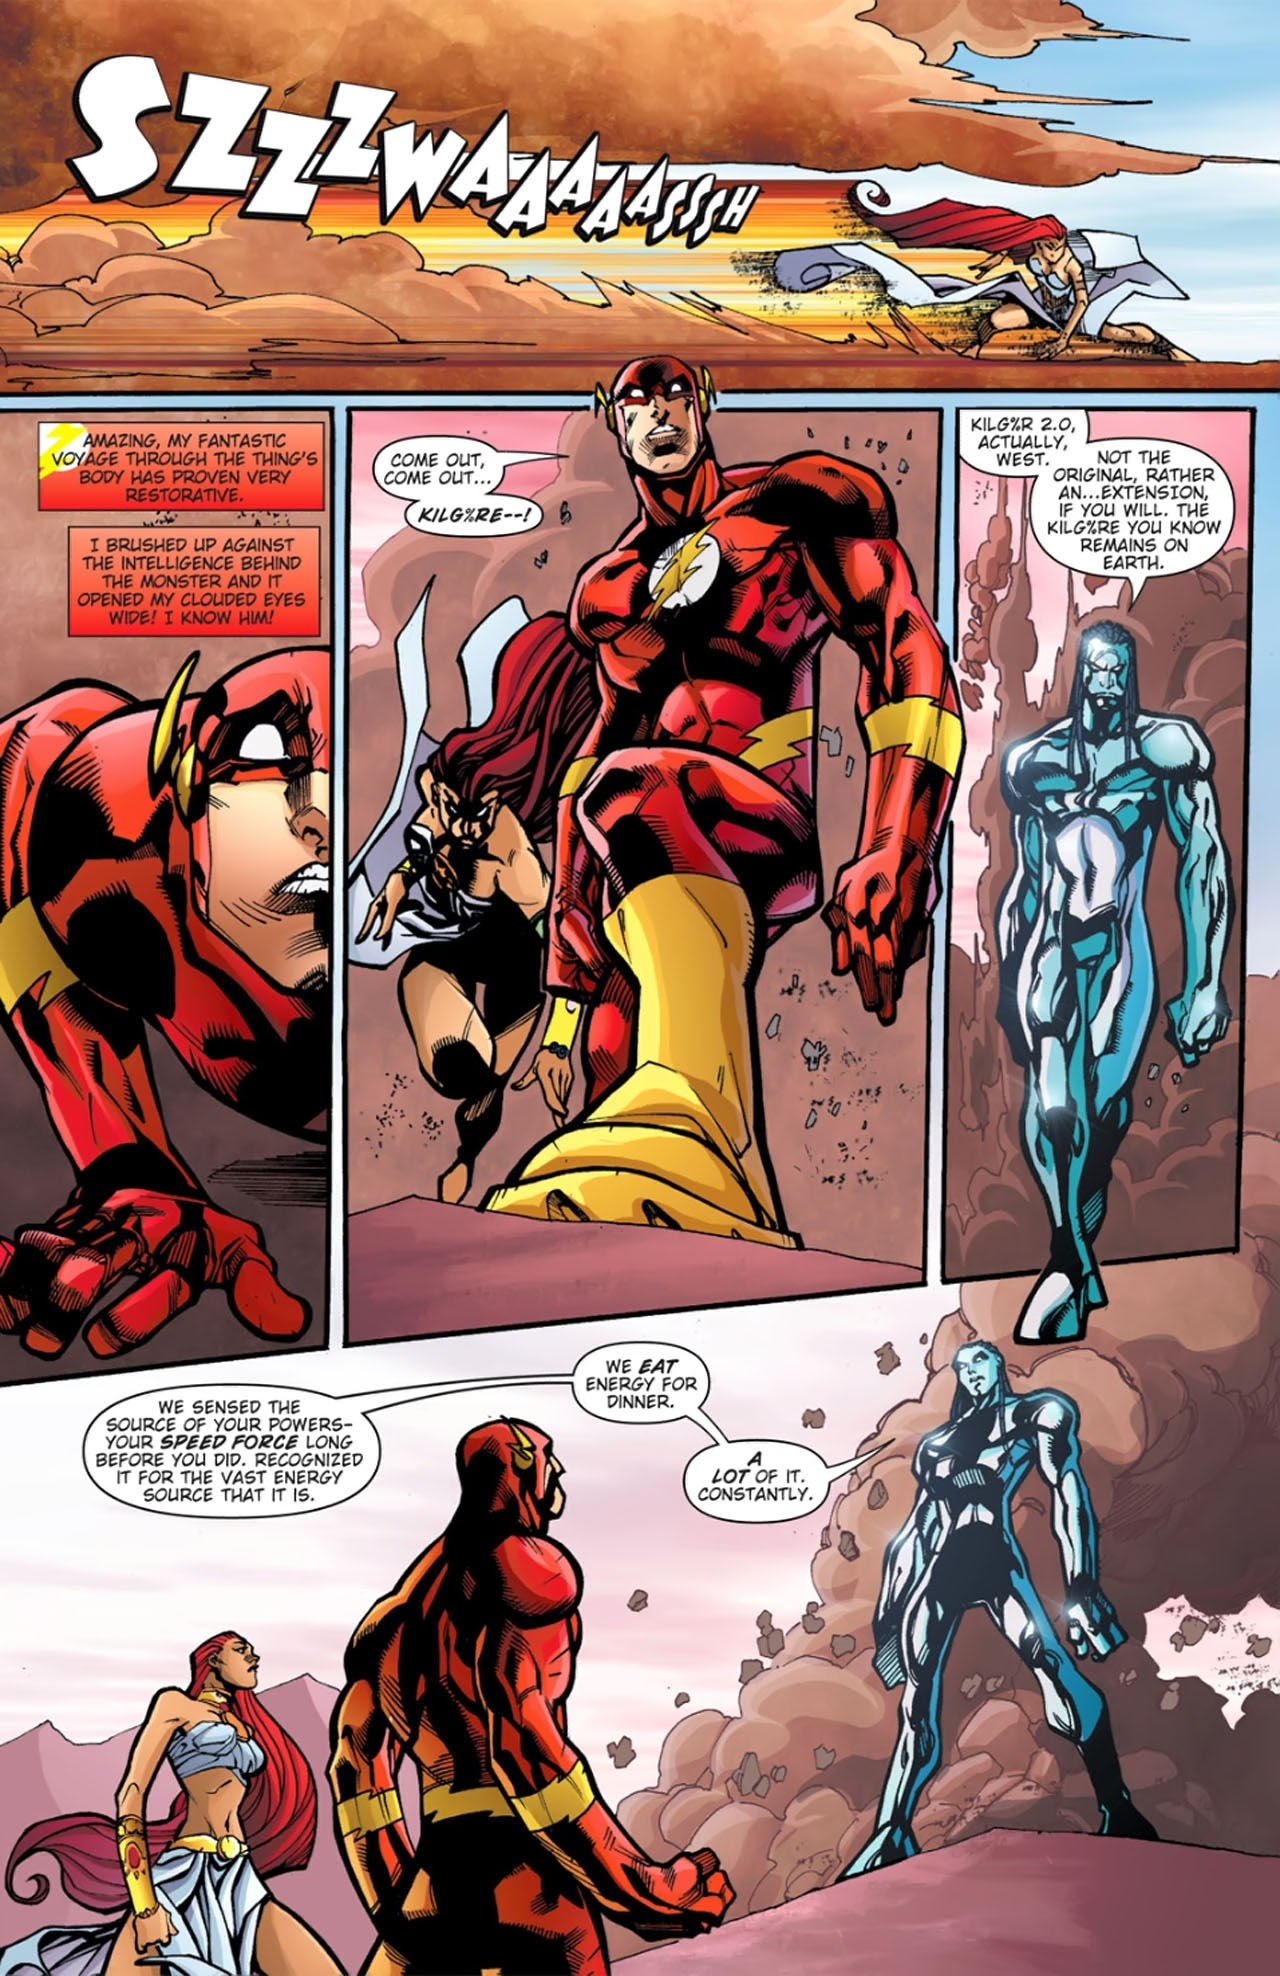 SZZZWAAAAASSSH
AMAZING, MY FANTASTIC
VOYAGE THROUGH THE THING'S
BODY HAS PROVEN VERY
RESTORATIVE.
I BRUSHED UP AGAINST
THE INTELLIGENCE BEHIND
THE MONSTER AND IT
OPENED MY CLOUDED EYES
WIDE! I KNOW HIM!
COME OUT,
COME OUT...
KILG%RE--!
KILG%R 2.0,
ACTUALLY,
WEST.
NOT THE
ORIGINAL, RATHER
AN...EXTENSION,
IF YOU WILL. THE
KILG%RE YOU KNOW
REMAINS ON
EARTH.
WE SENSED THE
SOURCE OF YOUR POWERS-
YOUR SPEED FORCE LONG
BEFORE YOU DID. RECOGNIZED
IT FOR THE VAST ENERGY
SOURCE THAT IT IS.
WE EAT
ENERGY FOR
DINNER.
A
LOT OF IT.
CONSTANTLY.